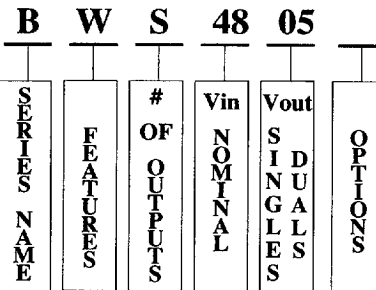 B W S 48 05
SERIES NAME
FEATURES
# OF OUTPUTS
Vin NOMINAL
Vout SINGLES DUALS
OPTIONS